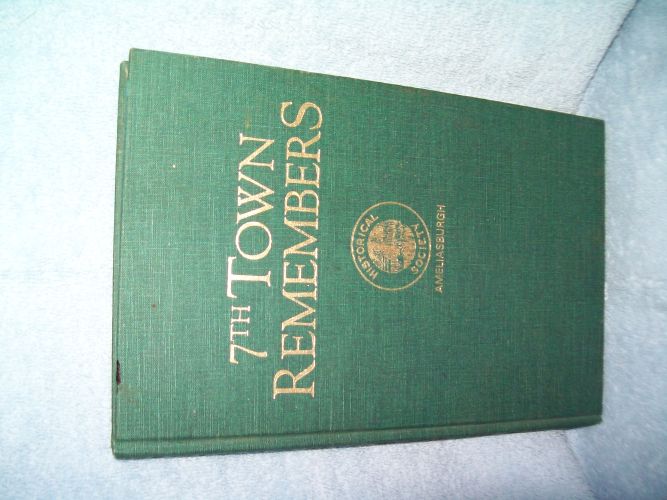 7TH TOWN
REMEMBERS
HISTORICAL
SOCIETY
AMELIASBURGH